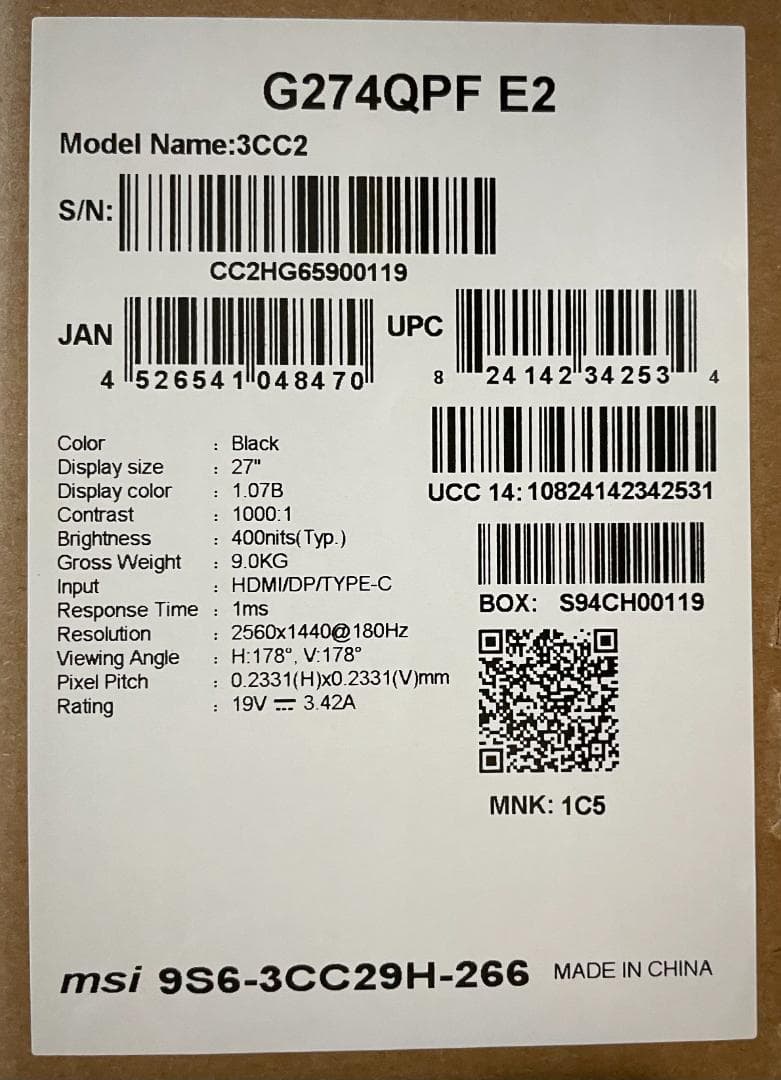 G274QPF E2
Model Name:3CC2
S/N:
CC2HG65900119
JAN
4 526541 048470
UPC
8 24142 34253 4
UCC 14: 10824142342531
BOX: S94CH00119
MNK: 1C5
Color : Black
Display size : 27"
Display color : 1.07B
Contrast : 1000:1
Brightness : 400nits(Typ.)
Gross Weight : 9.0KG
Input : HDMI/DP/TYPE-C
Response Time : 1ms
Resolution : 2560x1440@180Hz
Viewing Angle : H:178°, V:178°
Pixel Pitch : 0.2331(H)x0.2331(V)mm
Rating : 19V ⎓ 3.42A
msi 9S6-3CC29H-266 MADE IN CHINA